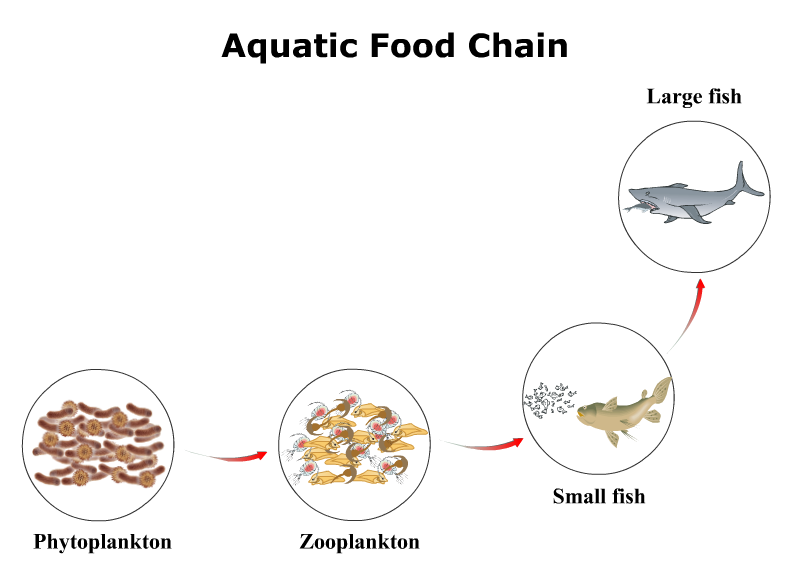 Aquatic Food Chain
Large fish
Small fish
Phytoplankton
Zooplankton